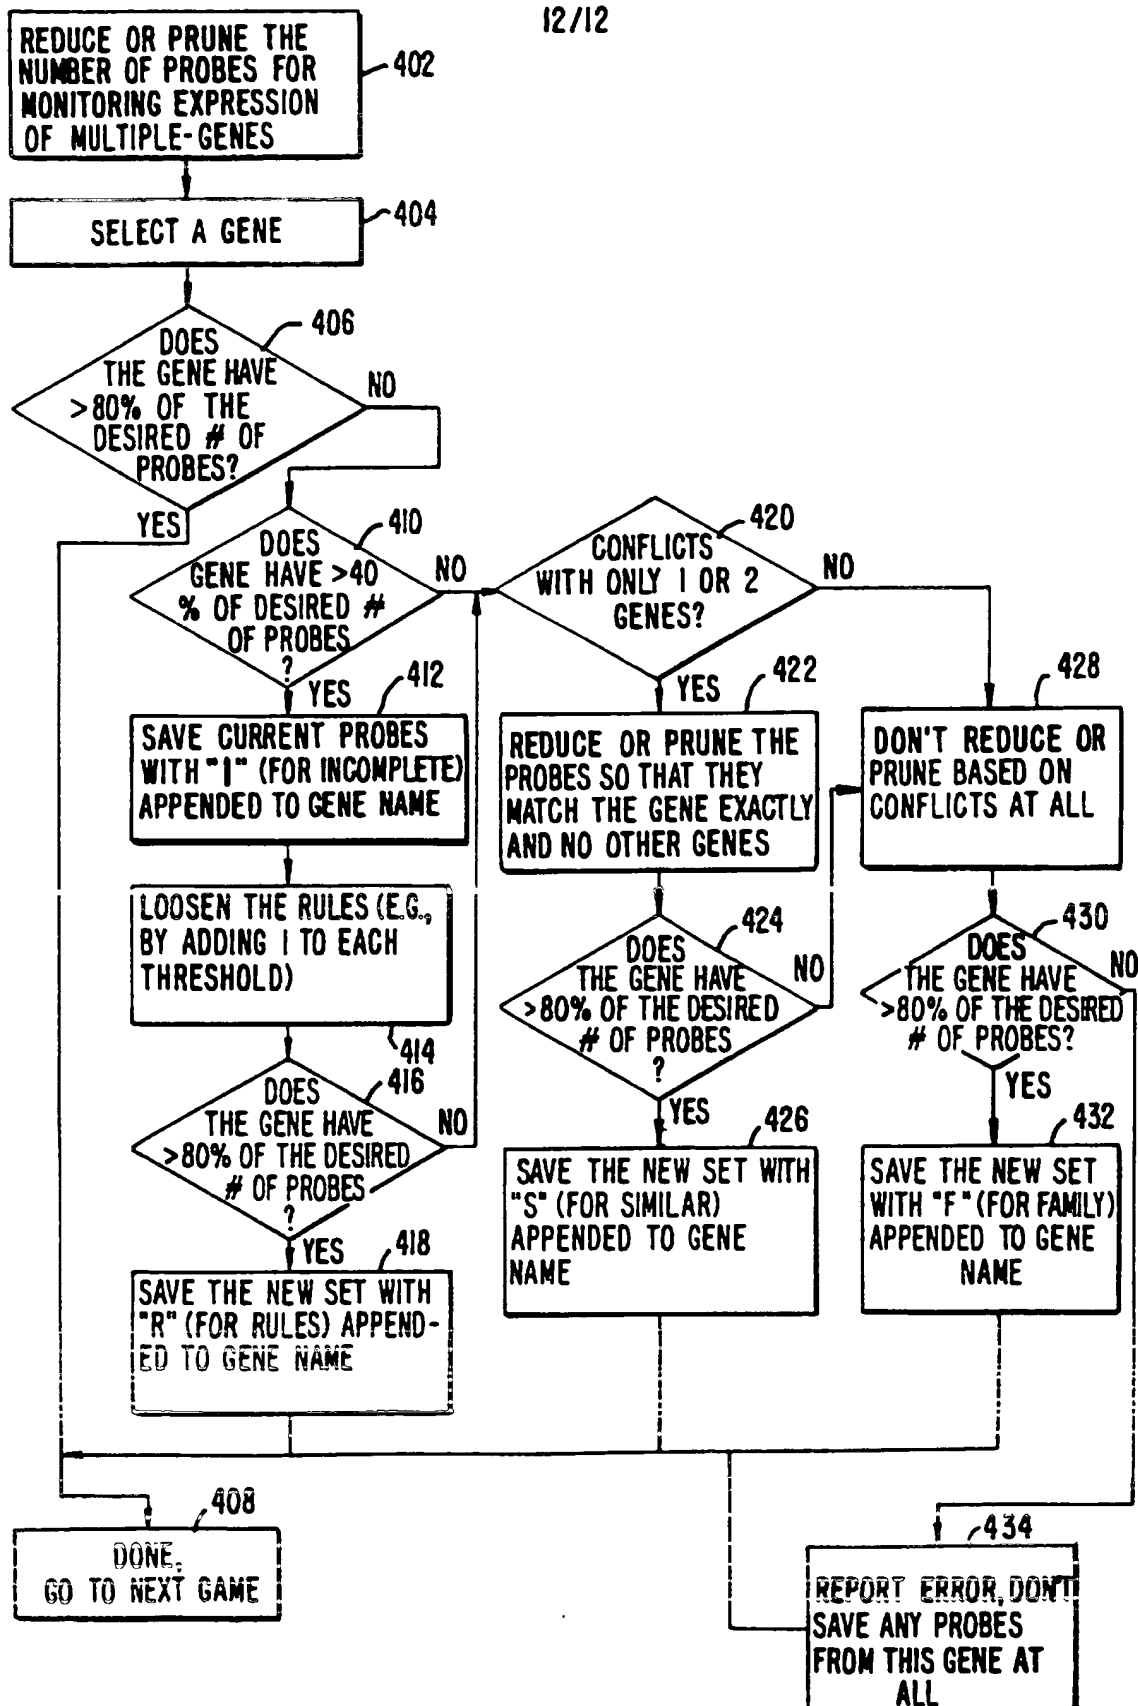 12/12
REDUCE OR PRUNE THE
NUMBER OF PROBES FOR
MONITORING EXPRESSION
OF MULTIPLE-GENES
402
SELECT A GENE
404
DOES
THE GENE HAVE
>80% OF THE
DESIRED # OF
PROBES?
406
NO
YES
DOES
GENE HAVE >40
% OF DESIRED #
OF PROBES
?
410
NO
YES
SAVE CURRENT PROBES
WITH "I" (FOR INCOMPLETE)
APPENDED TO GENE NAME
412
LOOSEN THE RULES (E.G.,
BY ADDING 1 TO EACH
THRESHOLD)
414
DOES
THE GENE HAVE
>80% OF THE DESIRED
# OF PROBES
?
416
NO
YES
SAVE THE NEW SET WITH
"R" (FOR RULES) APPEND-
ED TO GENE NAME
418
CONFLICTS
WITH ONLY 1 OR 2
GENES?
420
NO
YES
REDUCE OR PRUNE THE
PROBES SO THAT THEY
MATCH THE GENE EXACTLY
AND NO OTHER GENES
422
DOES
THE GENE HAVE
>80% OF THE DESIRED
# OF PROBES
?
424
NO
YES
SAVE THE NEW SET WITH
"S" (FOR SIMILAR)
APPENDED TO GENE
NAME
426
DON'T REDUCE OR
PRUNE BASED ON
CONFLICTS AT ALL
428
DOES
THE GENE HAVE
>80% OF THE DESIRED
# OF PROBES?
430
NO
YES
SAVE THE NEW SET
WITH "F" (FOR FAMILY)
APPENDED TO GENE
NAME
432
DONE,
GO TO NEXT GAME
408
REPORT ERROR, DON'T
SAVE ANY PROBES
FROM THIS GENE AT
ALL
434